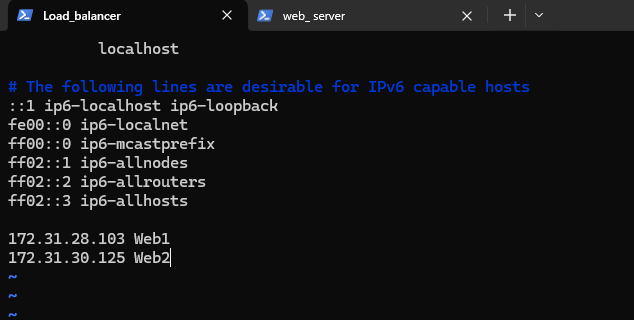 Load_balancer
web_ server
localhost
# The following lines are desirable for IPv6 capable hosts
::1 ip6-localhost ip6-loopback
fe00::0 ip6-localnet
ff00::0 ip6-mcastprefix
ff02::1 ip6-allnodes
ff02::2 ip6-allrouters
ff02::3 ip6-allhosts
172.31.28.103 Web1
172.31.30.125 Web2
~
~
~